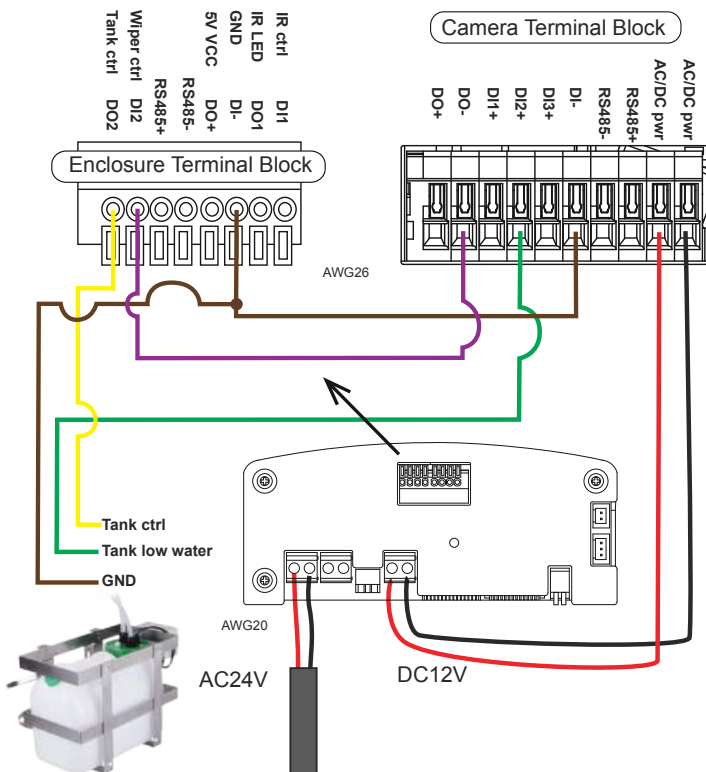 Tank ctrl
Wiper ctrl
5V VCC
GND
IR LED
IR ctrl
DO2
DI2
RS485+
RS485-
DO+
DI-
DO1
DI1
Enclosure Terminal Block
Camera Terminal Block
DO+
DO-
DI1+
DI2+
DI3+
DI-
RS485-
RS485+
AC/DC pwr
AC/DC pwr
AWG26
Tank ctrl
Tank low water
GND
AWG20
AC24V
DC12V